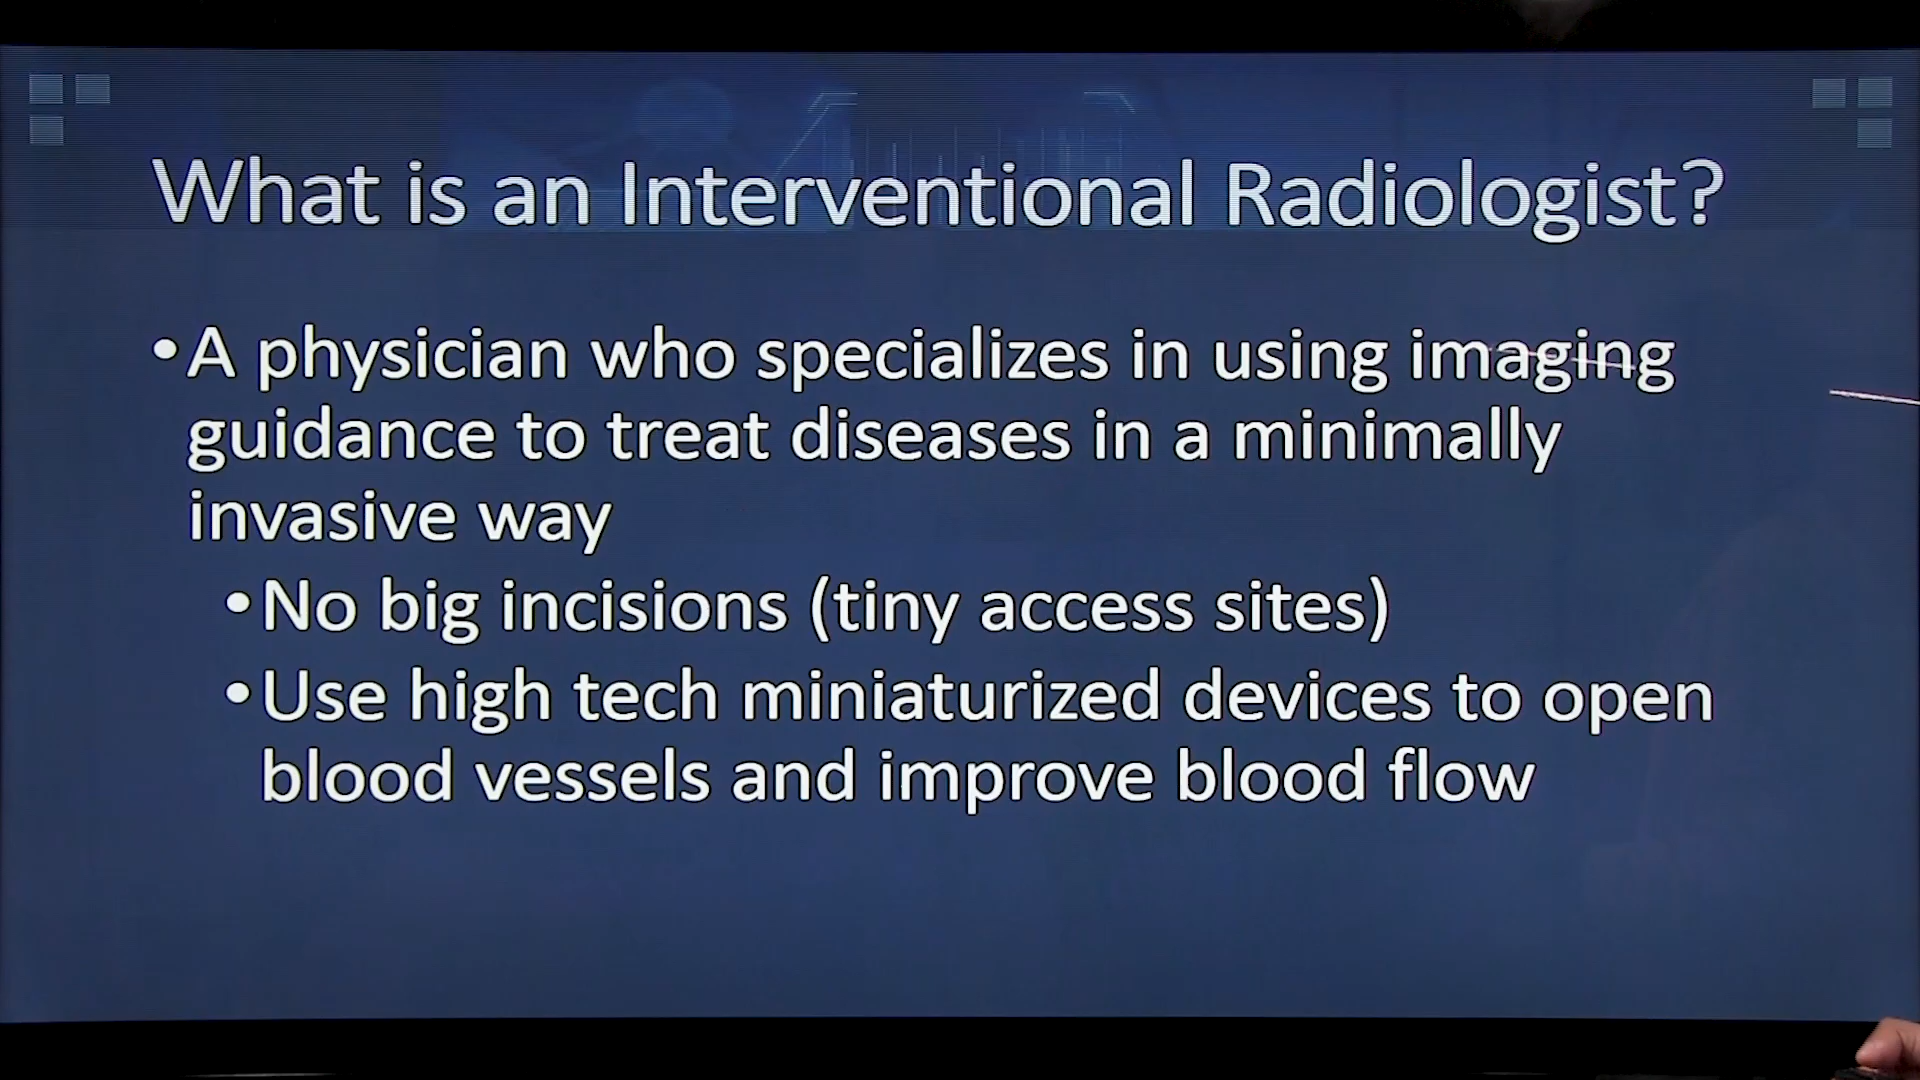 What is an Interventional Radiologist?
• A physician who specializes in using imaging
guidance to treat diseases in a minimally
invasive way
• No big incisions (tiny access sites)
• Use high tech miniaturized devices to open
blood vessels and improve blood flow